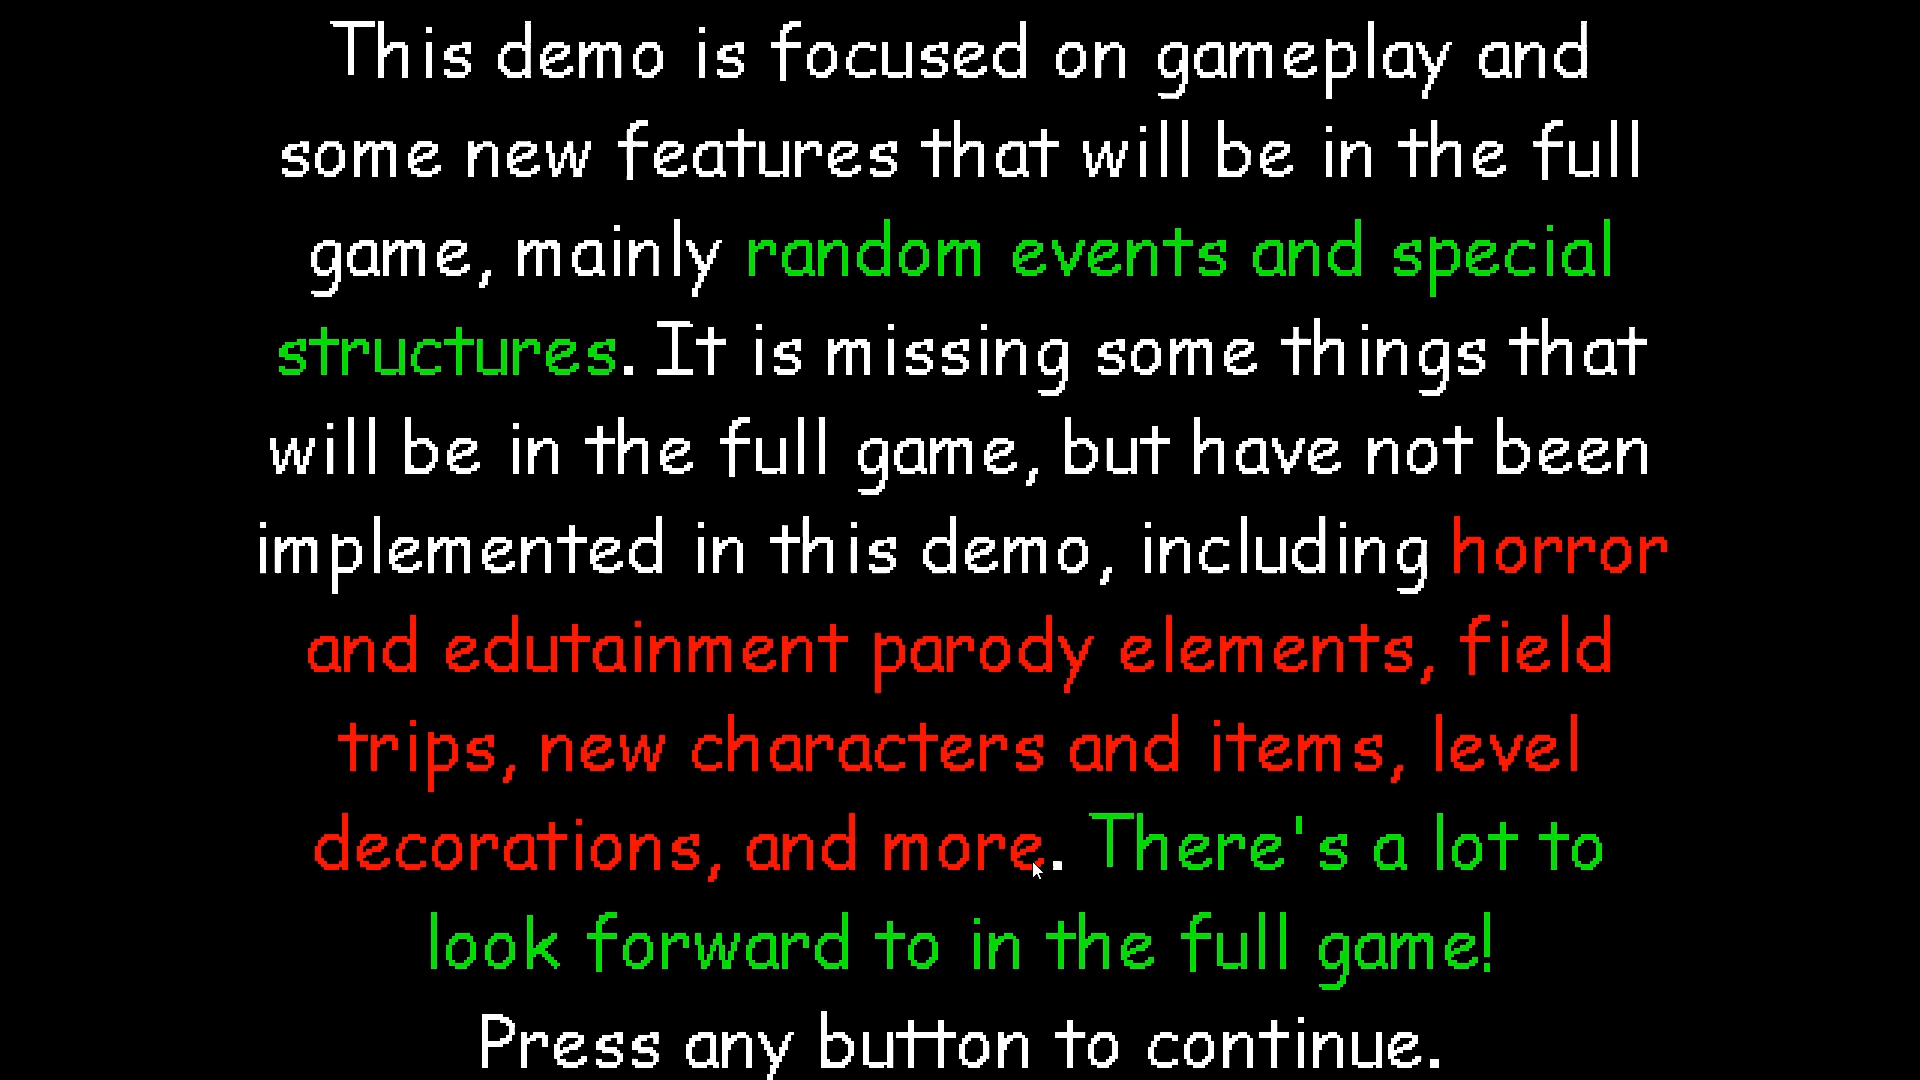 This demo is focused on gameplay and
some new features that will be in the full
game, mainly random events and special
structures. It is missing some things that
will be in the full game, but have not been
implemented in this demo, including horror
and edutainment parody elements, field
trips, new characters and items, level
decorations, and more. There's a lot to
look forward to in the full game!
Press any button to continue.